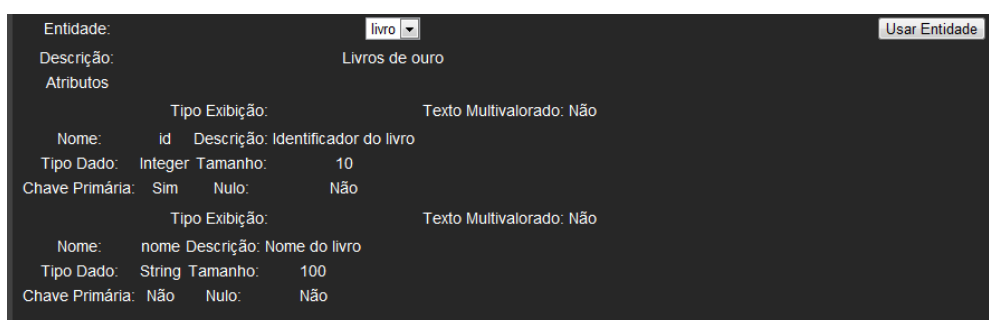 Entidade: livro Usar Entidade
Descrição: Livros de ouro
Atributos
Tipo Exibição: Texto Multivalorado: Não
Nome: id Descrição: Identificador do livro
Tipo Dado: Integer Tamanho: 10
Chave Primária: Sim Nulo: Não
Tipo Exibição: Texto Multivalorado: Não
Nome: nome Descrição: Nome do livro
Tipo Dado: String Tamanho: 100
Chave Primária: Não Nulo: Não